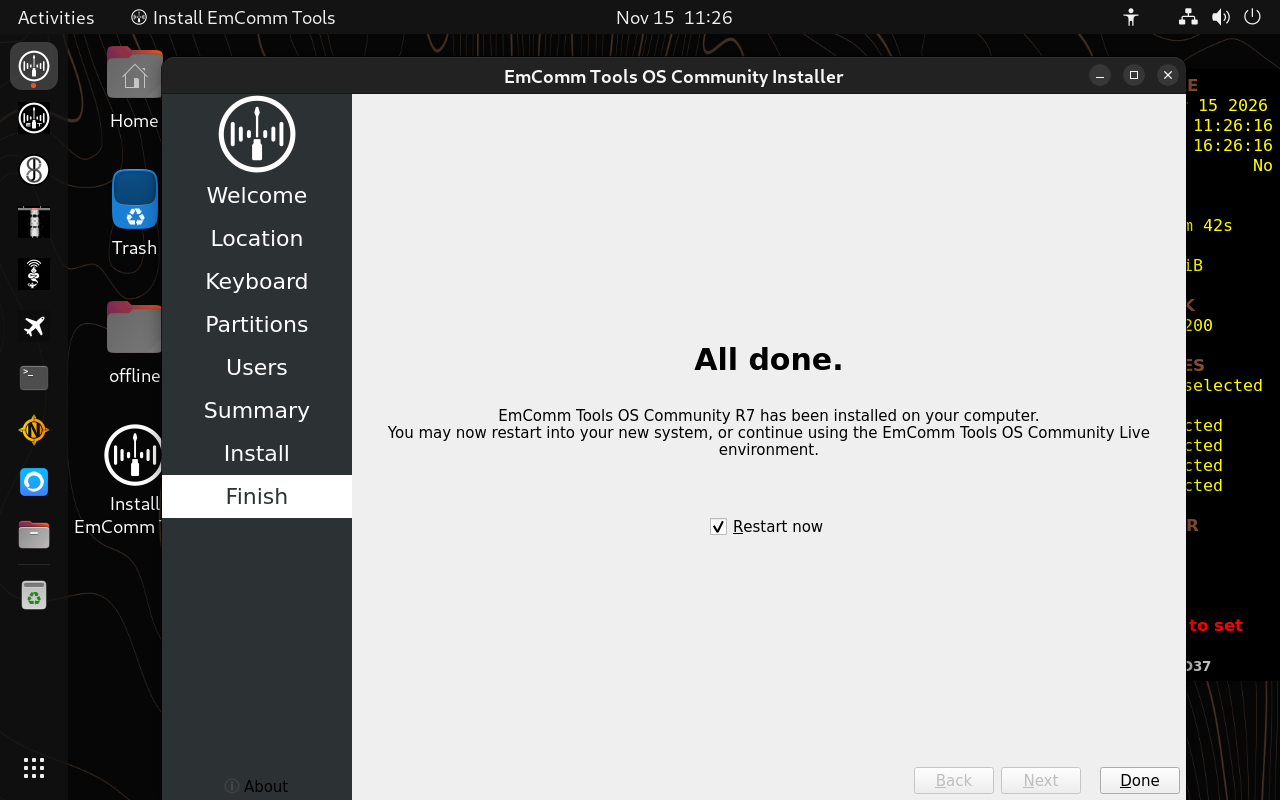 Activities
Install EmComm Tools
Nov 15 11:26
Home
Trash
offline
Install
EmComm
EmComm Tools OS Community Installer
Welcome
Location
Keyboard
Partitions
Users
Summary
Install
Finish
About
All done.
EmComm Tools OS Community R7 has been installed on your computer.
You may now restart into your new system, or continue using the EmComm Tools OS Community Live
environment.
Restart now
Back
Next
Done
E
15 2026
11:26:16
16:26:16
No
42s
iB
K
200
ES
selected
cted
cted
cted
cted
R
to set
037